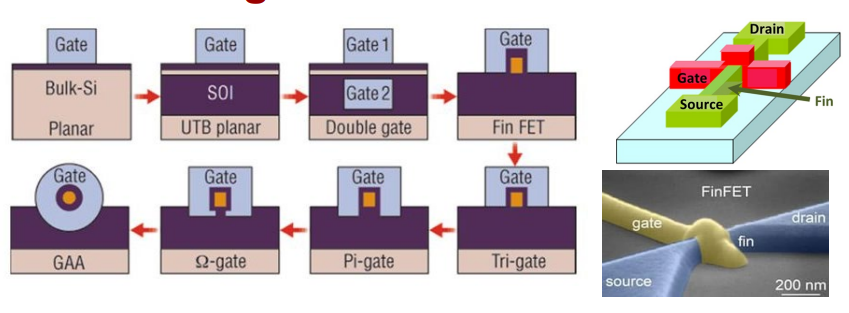 Gate
Bulk-Si
Planar
Gate
SOI
UTB planar
Gate 1
Gate 2
Double gate
Gate
Fin FET
Gate
GAA
Gate
Ω-gate
Gate
Pi-gate
Gate
Tri-gate
Drain
Gate
Source
Fin
FinFET
gate
drain
fin
source
200 nm